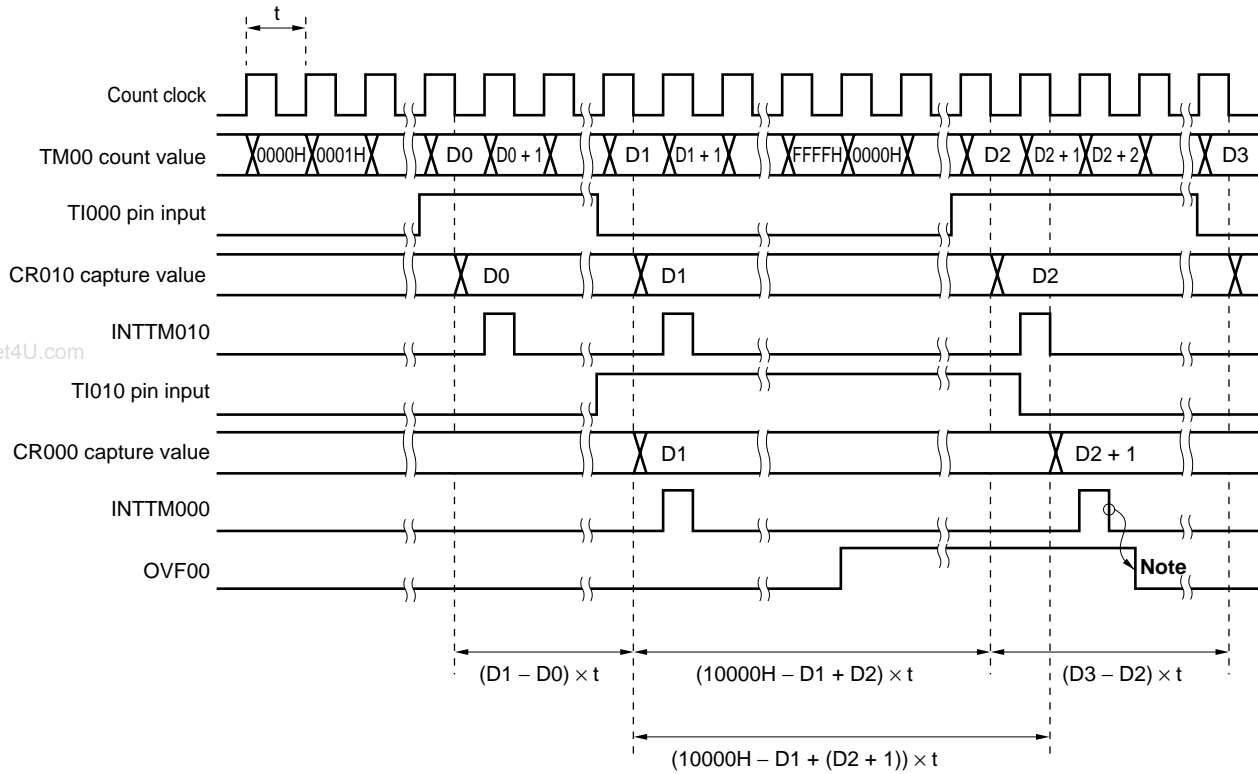 t
Count clock
TM00 count value
0000H 0001H D0 D0 + 1 D1 D1 + 1 FFFFH 0000H D2 D2 + 1 D2 + 2 D3
TI000 pin input
CR010 capture value
D0 D1 D2
INTTM010
et4U.com
TI010 pin input
CR000 capture value
D1 D2 + 1
INTTM000
OVF00
Note
(D1 − D0) × t (10000H − D1 + D2) × t (D3 − D2) × t
(10000H − D1 + (D2 + 1)) × t